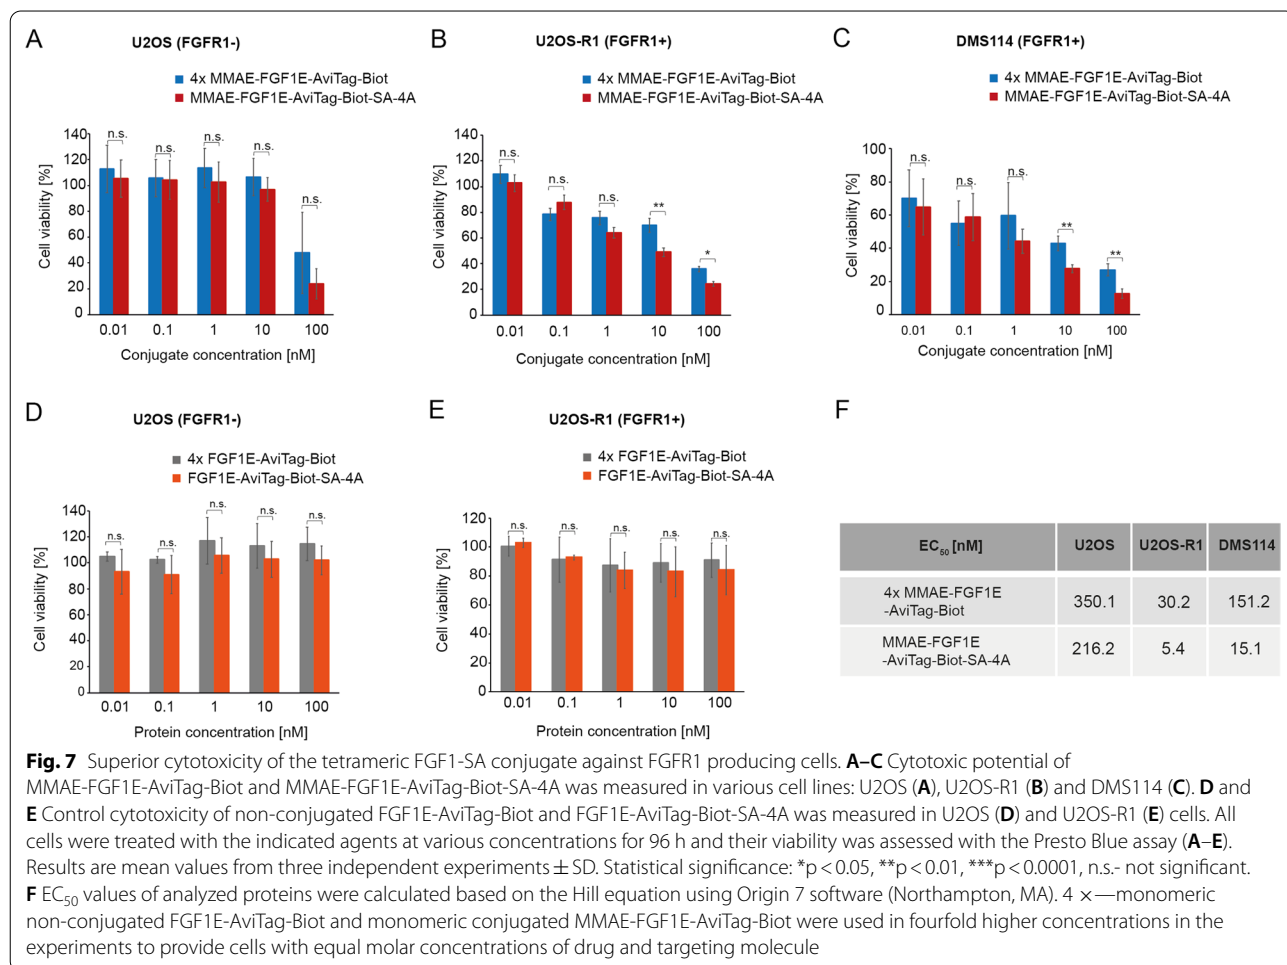 A
U2OS (FGFR1-)
4x MMAE-FGF1E-AviTag-Biot
MMAE-FGF1E-AviTag-Biot-SA-4A
Cell viability [%]
140
120
100
80
60
40
20
0
n.s.
n.s.
n.s.
n.s.
n.s.
0.01
0.1
1
10
100
Conjugate concentration [nM]
B
U2OS-R1 (FGFR1+)
4x MMAE-FGF1E-AviTag-Biot
MMAE-FGF1E-AviTag-Biot-SA-4A
Cell viability [%]
140
120
100
80
60
40
20
0
n.s.
n.s.
n.s.
**
*
0.01
0.1
1
10
100
Conjugate concentration [nM]
C
DMS114 (FGFR1+)
4x MMAE-FGF1E-AviTag-Biot
MMAE-FGF1E-AviTag-Biot-SA-4A
Cell viability [%]
100
80
60
40
20
0
n.s.
n.s.
n.s.
**
**
0.01
0.1
1
10
100
Conjugate concentration [nM]
D
U2OS (FGFR1-)
4x FGF1E-AviTag-Biot
FGF1E-AviTag-Biot-SA-4A
Cell viability [%]
140
120
100
80
60
40
20
0
n.s.
n.s.
n.s.
n.s.
n.s.
0.01
0.1
1
10
100
Protein concentration [nM]
E
U2OS-R1 (FGFR1+)
4x FGF1E-AviTag-Biot
FGF1E-AviTag-Biot-SA-4A
Cell viability [%]
120
100
80
60
40
20
0
n.s.
n.s.
n.s.
n.s.
n.s.
0.01
0.1
1
10
100
Protein concentration [nM]
F
EC50 [nM] U2OS U2OS-R1 DMS114
4x MMAE-FGF1E
-AviTag-Biot
350.1 30.2 151.2
MMAE-FGF1E
-AviTag-Biot-SA-4A
216.2 5.4 15.1
Fig. 7 Superior cytotoxicity of the tetrameric FGF1-SA conjugate against FGFR1 producing cells. A–C Cytotoxic potential of
MMAE-FGF1E-AviTag-Biot and MMAE-FGF1E-AviTag-Biot-SA-4A was measured in various cell lines: U2OS (A), U2OS-R1 (B) and DMS114 (C). D and
E Control cytotoxicity of non-conjugated FGF1E-AviTag-Biot and FGF1E-AviTag-Biot-SA-4A was measured in U2OS (D) and U2OS-R1 (E) cells. All
cells were treated with the indicated agents at various concentrations for 96 h and their viability was assessed with the Presto Blue assay (A–E).
Results are mean values from three independent experiments ± SD. Statistical significance: *p < 0.05, **p < 0.01, ***p < 0.0001, n.s.- not significant.
F EC50 values of analyzed proteins were calculated based on the Hill equation using Origin 7 software (Northampton, MA). 4 ×—monomeric
non-conjugated FGF1E-AviTag-Biot and monomeric conjugated MMAE-FGF1E-AviTag-Biot were used in fourfold higher concentrations in the
experiments to provide cells with equal molar concentrations of drug and targeting molecule